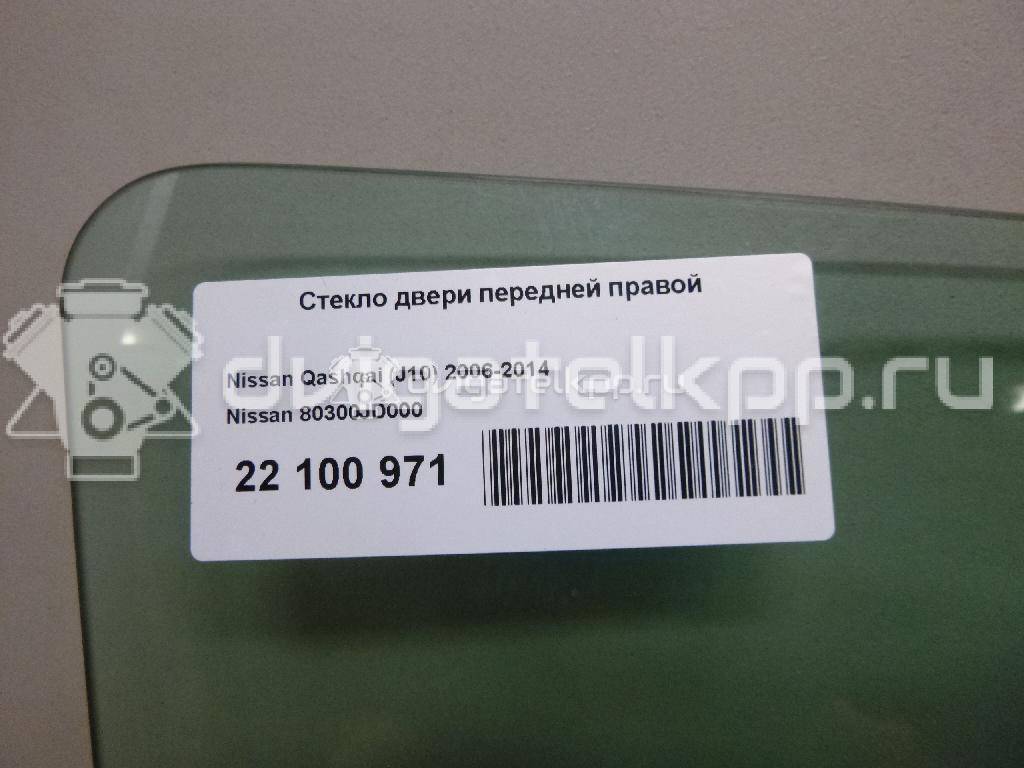 Стекло двери передней правой
Nissan Qashqai (J10) 2006-2014
Nissan 80300JD000
22 100 971
dvigatelkpp.ru